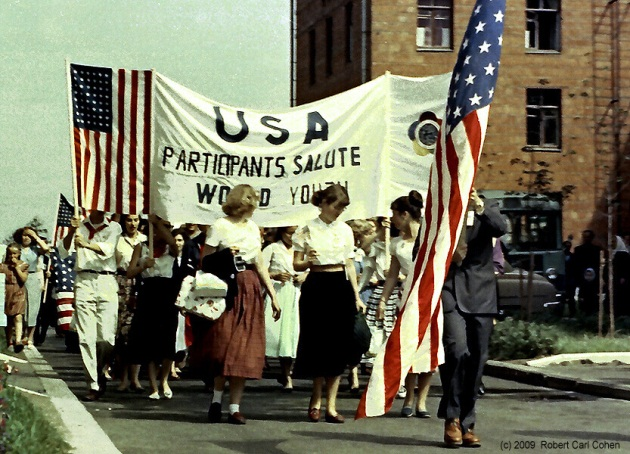 USA
PARTICIPANTS SALUTE
WORLD YOUTH
(c) 2009 Robert Carl Cohen